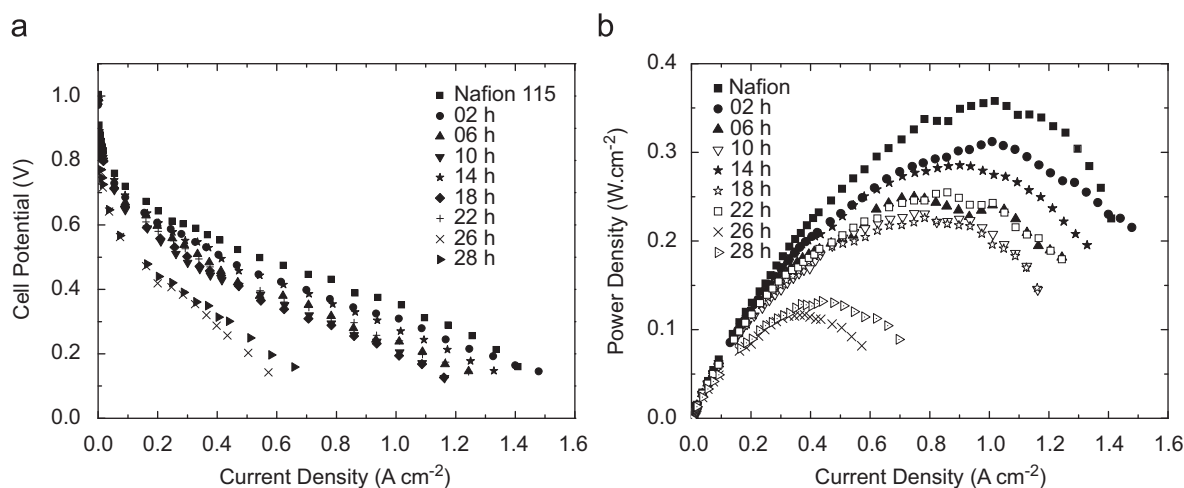 a
Cell Potential (V)
1.0
0.8
0.6
0.4
0.2
0.0
0.0 0.2 0.4 0.6 0.8 1.0 1.2 1.4 1.6
Current Density (A cm-2)
Nafion 115
02 h
06 h
10 h
14 h
18 h
22 h
26 h
28 h
b
Power Density (W.cm-2)
0.4
0.3
0.2
0.1
0.0
0.0 0.2 0.4 0.6 0.8 1.0 1.2 1.4 1.6
Current Density (A cm-2)
Nafion
02 h
06 h
10 h
14 h
18 h
22 h
26 h
28 h